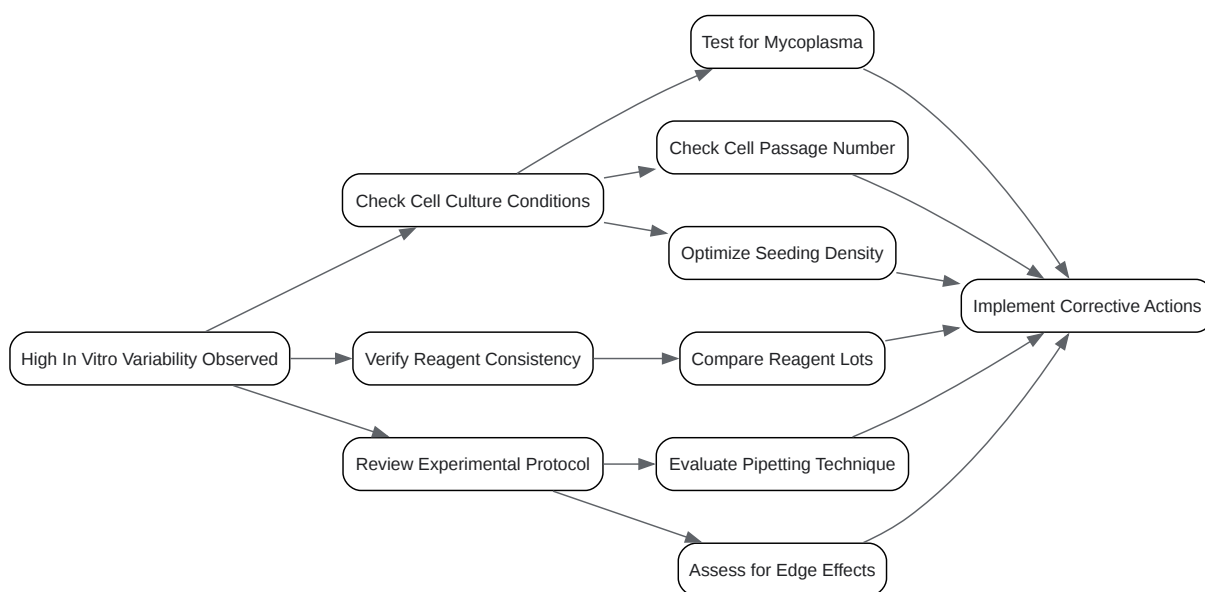 Test for Mycoplasma
Check Cell Passage Number
Check Cell Culture Conditions
Optimize Seeding Density
Implement Corrective Actions
High In Vitro Variability Observed
Verify Reagent Consistency
Compare Reagent Lots
Review Experimental Protocol
Evaluate Pipetting Technique
Assess for Edge Effects